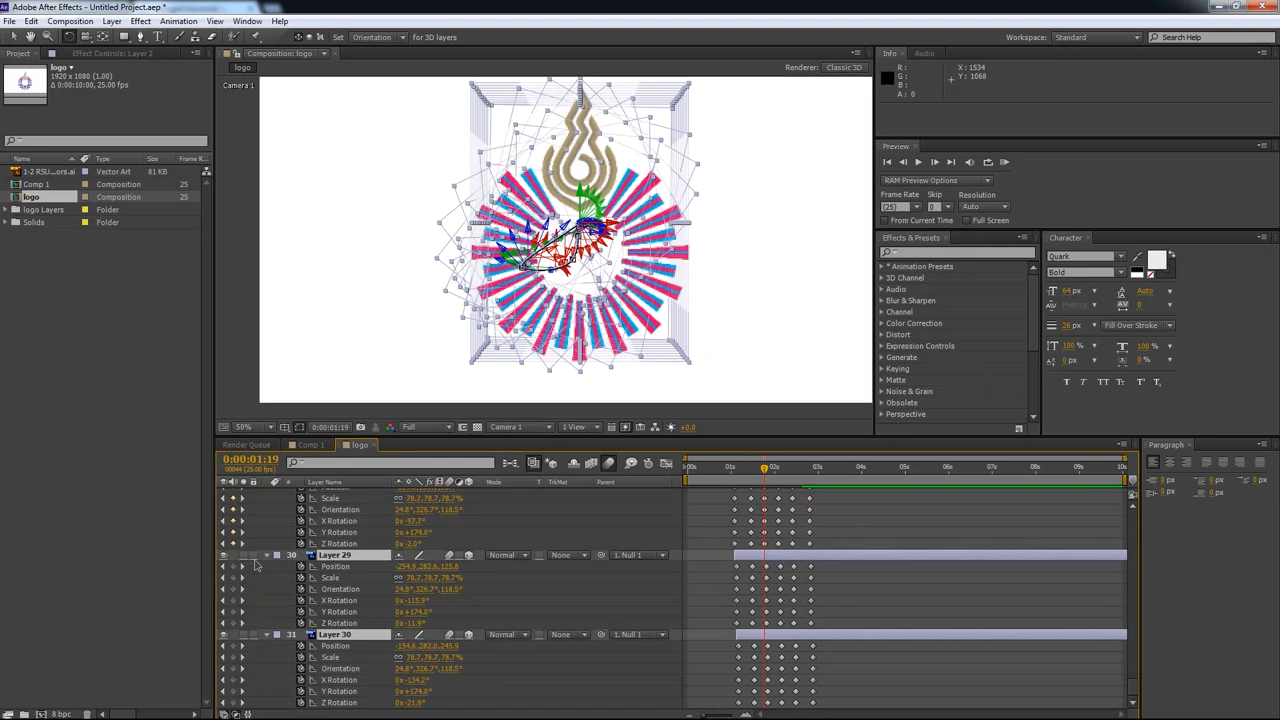 Adobe After Effects - Untitled Project.aep *
File Edit Composition Layer Effect Animation View Window Help
Set Orientation for 3D layers
Workspace: Standard
Search Help
Project Effect Controls: Layer 2
logo
1920 x 1080 (1.00)
Δ 0:00:10:00, 25.00 fps
Name Type Size Frame R...
1-2 RSU...ors.ai Vector Art 81 KB
Comp 1 Composition 25
logo Composition 25
logo Layers Folder
Solids Folder
8 bpc
Composition: logo
logo
Renderer: Classic 3D
Camera 1
50% 0:00:01:19 Full Camera 1 1 View +0.0
Info Audio
R :
G :
B :
A : 0
X : 1534
Y : 1068
Preview
RAM Preview Options
Frame Rate Skip Resolution
(25) 0 Auto
From Current Time Full Screen
Effects & Presets
* Animation Presets
3D Channel
Audio
Blur & Sharpen
Channel
Color Correction
Distort
Expression Controls
Generate
Keying
Matte
Noise & Grain
Obsolete
Perspective
Character
Quark
Bold
64 px Auto
Metrics 0
26 px Fill Over Stroke
100 % 100 %
0 px 0 %
T T TT Tт T¹ T₁
Paragraph
0 px 0 px 0 px
0 px 0 px
Render Queue Comp 1 logo
0:00:01:19
00044 (25.00 fps)
# Layer Name Mode T TrkMat Parent
00s 01s 02s 03s 04s 05s 06s 07s 08s 09s 10s
Scale 78.7,78.7,78.7%
Orientation 24.8°,326.7°,118.5°
X Rotation 0x-97.7°
Y Rotation 0x+174.0°
Z Rotation 0x-2.0°
30 Layer 29 Normal None 1. Null 1
Position -254.9,282.6,125.8
Scale 78.7,78.7,78.7%
Orientation 24.8°,326.7°,118.5°
X Rotation 0x-115.9°
Y Rotation 0x+174.0°
Z Rotation 0x-11.9°
31 Layer 30 Normal None 1. Null 1
Position -154.6,282.0,245.9
Scale 78.7,78.7,78.7%
Orientation 24.8°,326.7°,118.5°
X Rotation 0x-134.2°
Y Rotation 0x+174.0°
Z Rotation 0x-21.9°